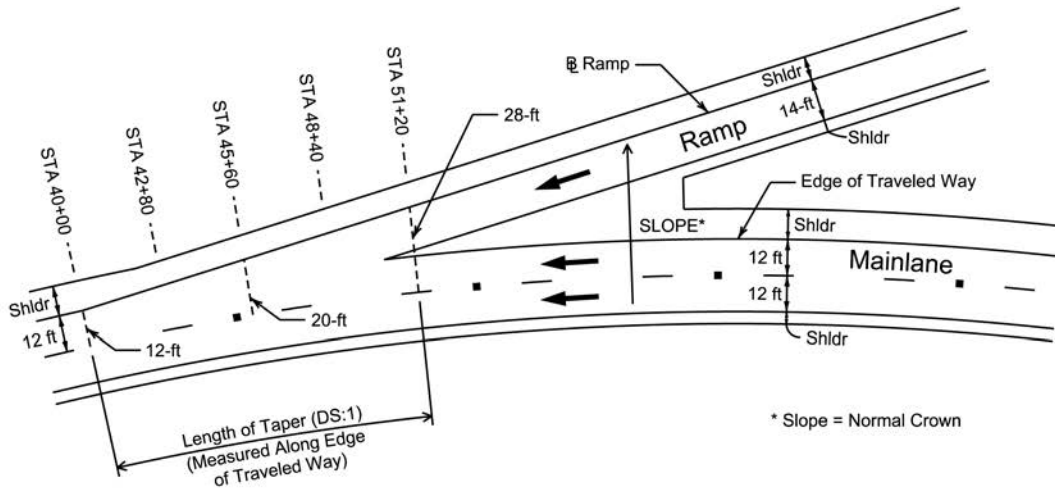 STA 40+00
STA 42+80
STA 45+60
STA 48+40
STA 51+20
28-ft
℄ Ramp
Shldr
14-ft
Ramp
Shldr
Edge of Traveled Way
SLOPE*
Shldr
12 ft
Mainlane
12 ft
Shldr
Shldr
12 ft
12-ft
20-ft
Length of Taper (DS:1)
(Measured Along Edge
of Traveled Way)
* Slope = Normal Crown